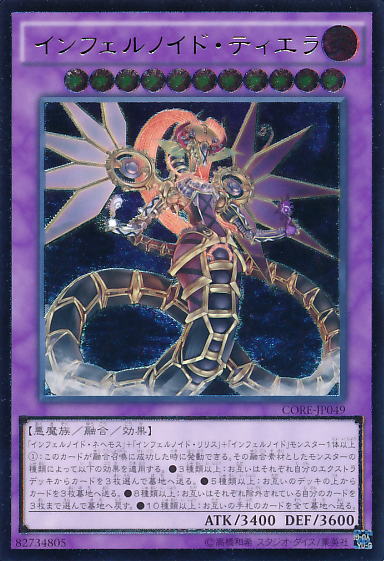 インフェルノイド・ティエラ
CORE-JP049
【悪魔族/融合/効果】
「インフェルノイド・ネヘモス」+「インフェルノイド・リリス」+「インフェルノイド」モンスター1体以上
①:このカードが融合召喚に成功した時に発動できる。その融合素材としたモンスターの
種類によって以下の効果を適用する。●3種類以上:お互いはそれぞれ自分のエクストラ
デッキからカードを3枚選んで墓地へ送る。●5種類以上:お互いのデッキの上から
カードを3枚墓地へ送る。●8種類以上:お互いはそれぞれ除外されている自分のカード
を3枚まで選んで墓地へ戻す。●10種類以上:お互いの手札のカードを全て墓地へ送る。
ATK/3400 DEF/3600
82734805
©高橋和希 スタジオ・ダイス/集英社